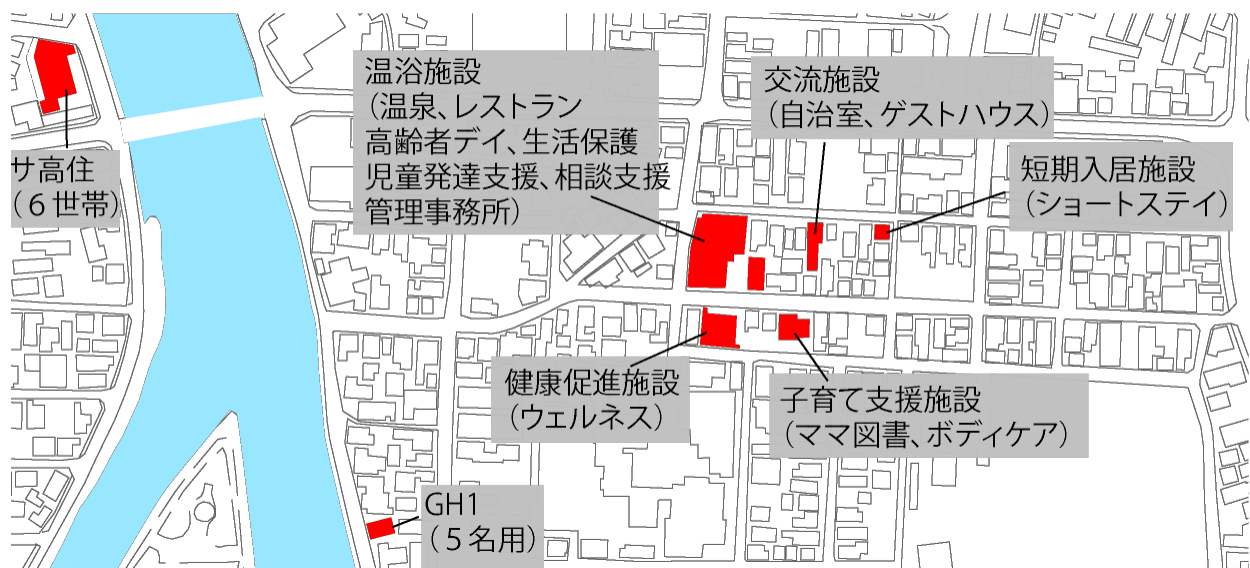 温浴施設
（温泉、レストラン
高齢者デイ、生活保護
児童発達支援、相談支援
管理事務所）
交流施設
（自治室、ゲストハウス）
短期入居施設
（ショートステイ）
サ高住
（６世帯）
健康促進施設
（ウェルネス）
子育て支援施設
（ママ図書、ボディケア）
GH1
（５名用）